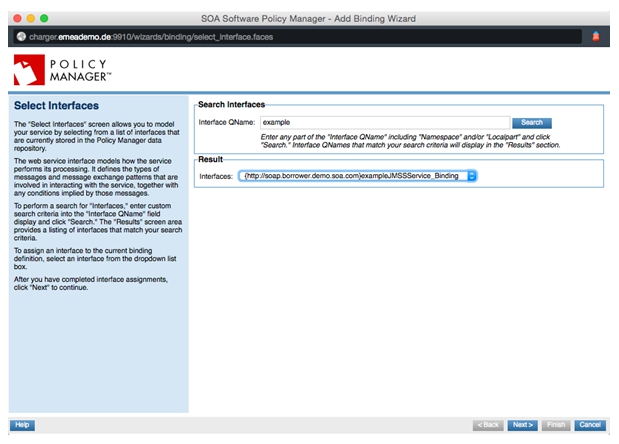 SOA Software Policy Manager - Add Binding Wizard
charger.emeademo.de:9910/wizards/binding/select_interface.faces
POLICY
MANAGER™
Select Interfaces
The "Select Interfaces" screen allows you to model
your service by selecting from a list of interfaces that
are currently stored in the Policy Manager data
repository.
The web service interface models how the service
performs its processing. It defines the types of
messages and message exchange patterns that are
involved in interacting with the service, together with
any conditions implied by those messages.
To perform a search for "Interfaces," enter custom
search criteria into the "Interface QName" field
display and click "Search." The "Results" screen area
provides a listing of interfaces that match your search
criteria.
To assign an interface to the current binding
definition, select an interface from the dropdown list
box.
After you have completed interface assignments,
click "Next" to continue.
Search Interfaces
Interface QName: example Search
Enter any part of the "Interface QName" including "Namespace" and/or "Localpart" and click
"Search." Interface QNames that match your search criteria will display in the "Results" section.
Result
Interfaces: {http://soap.borrower.demo.soa.com}exampleJMSSService_Binding
Help < Back Next > Finish Cancel